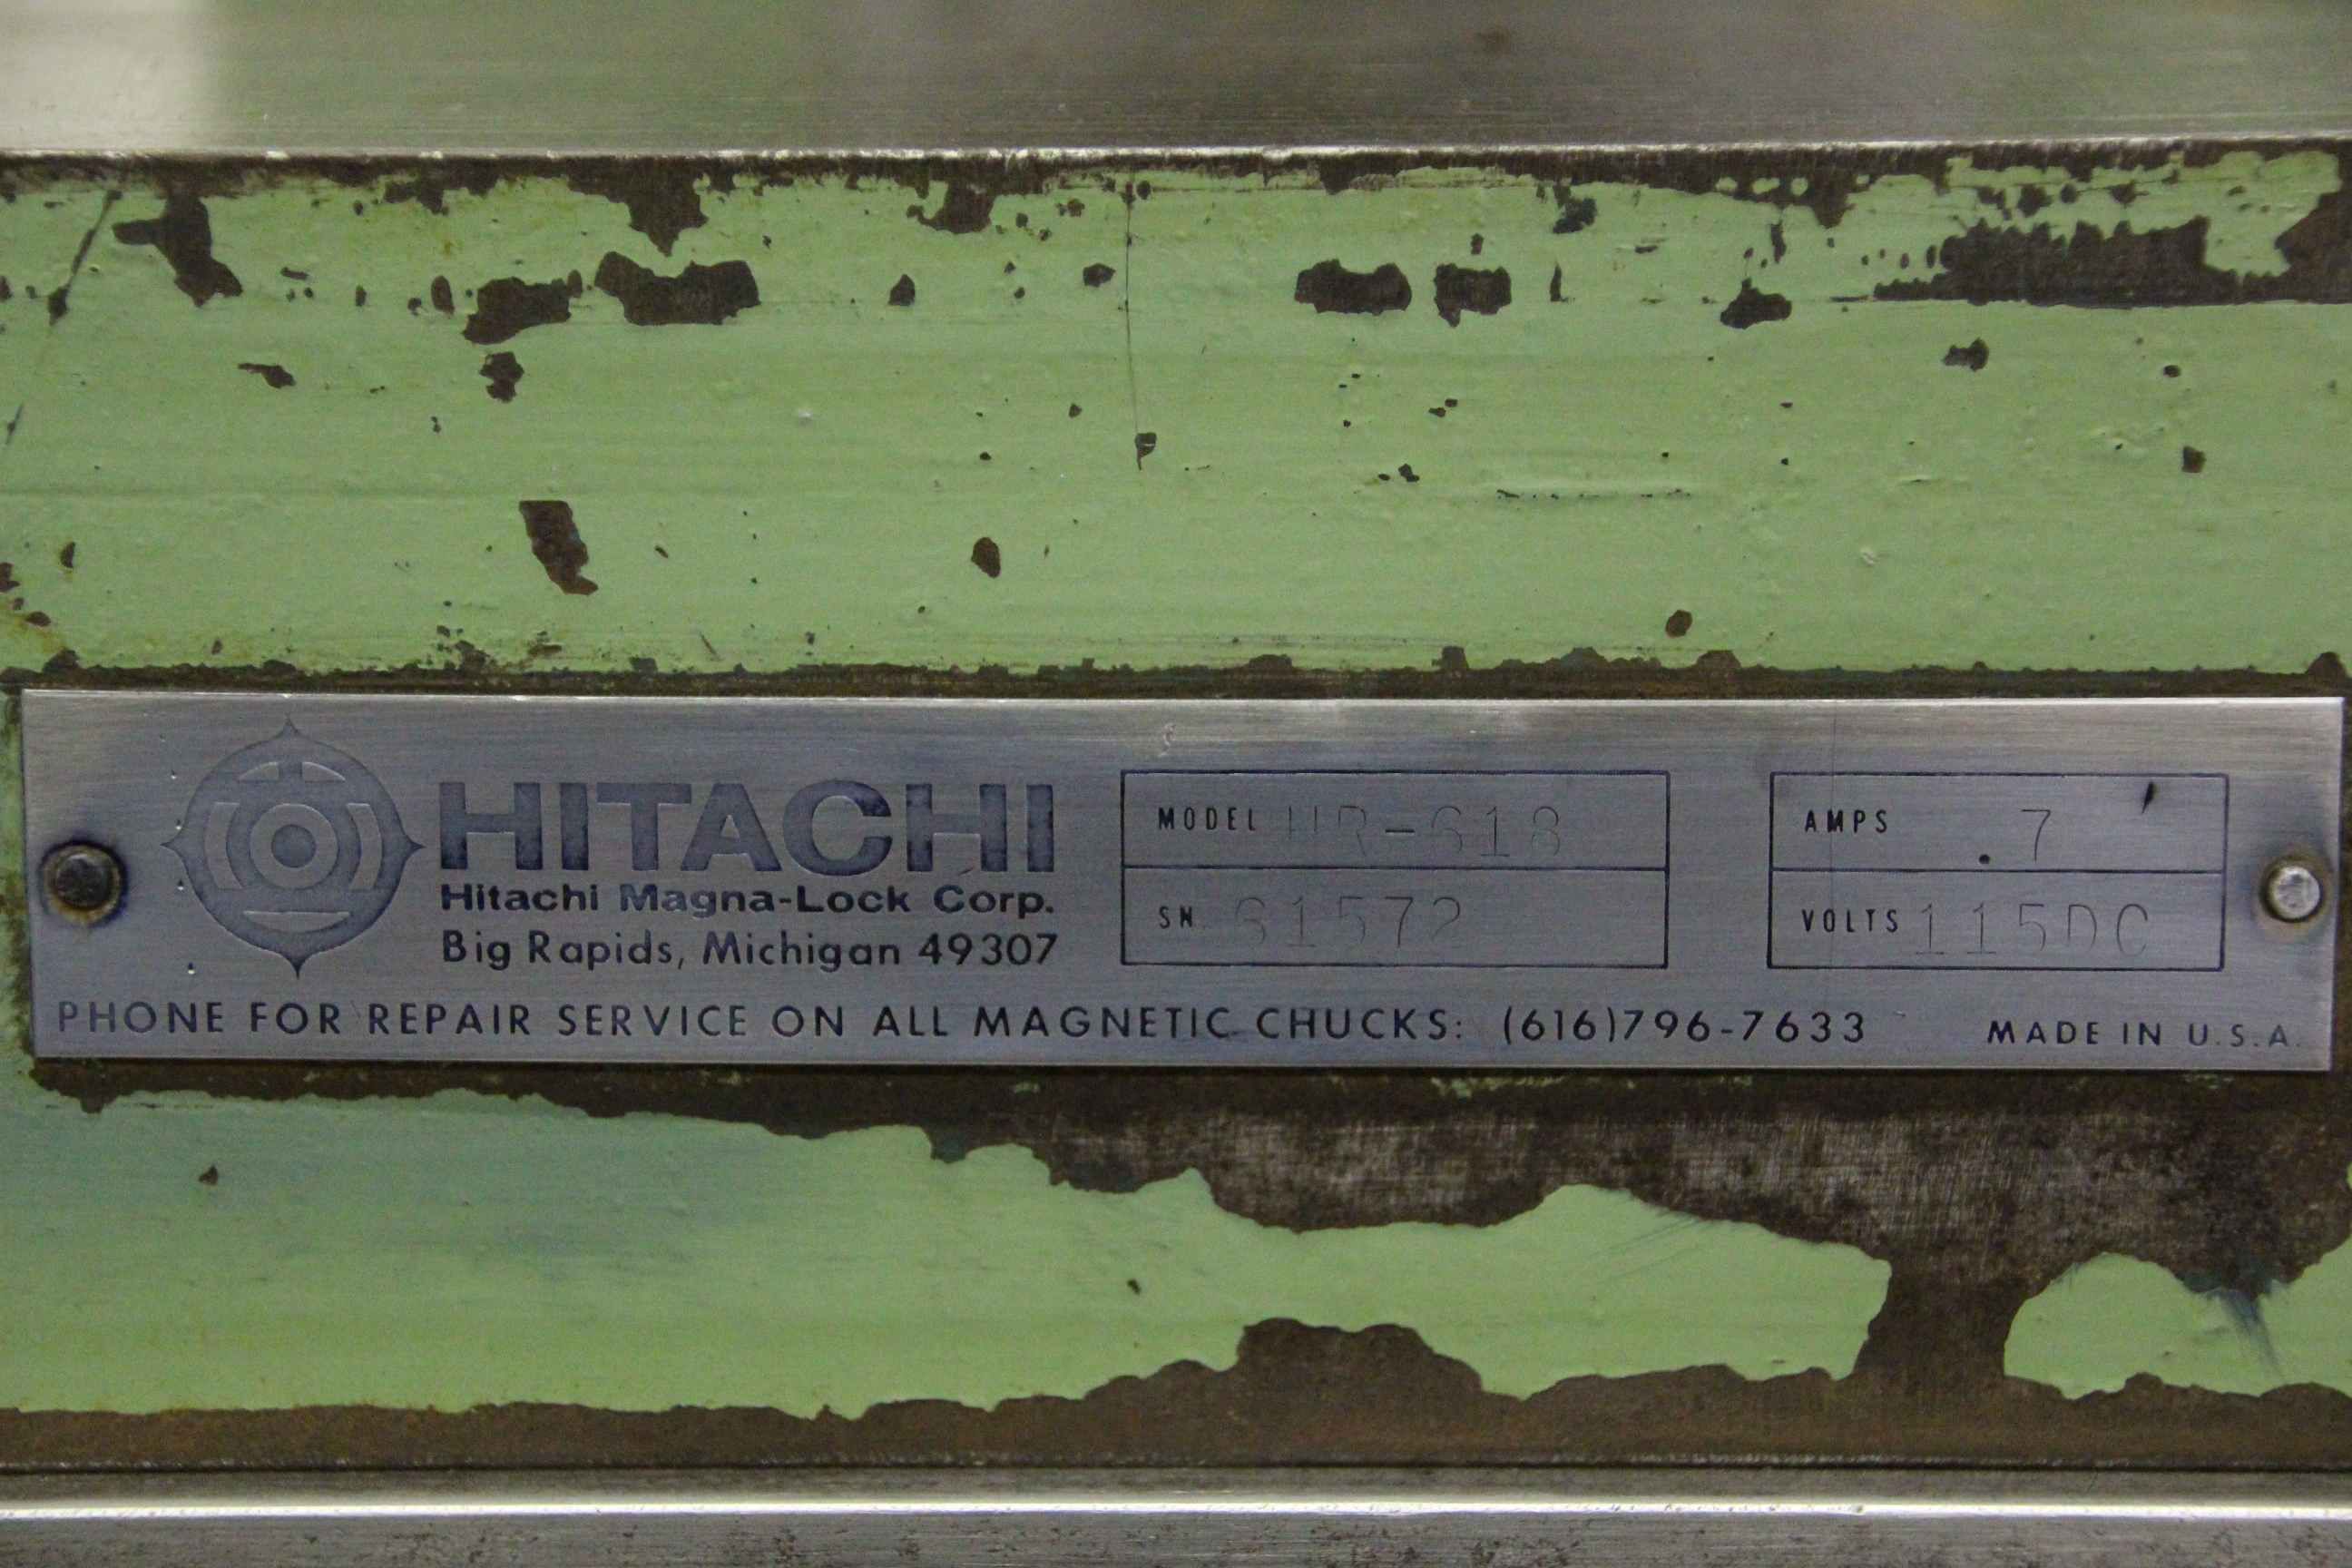 HITACHI
Hitachi Magna-Lock Corp.
Big Rapids, Michigan 49307
MODEL HR-618
SN 61572
AMPS .7
VOLTS 115DC
PHONE FOR REPAIR SERVICE ON ALL MAGNETIC CHUCKS: (616)796-7633 MADE IN U.S.A.